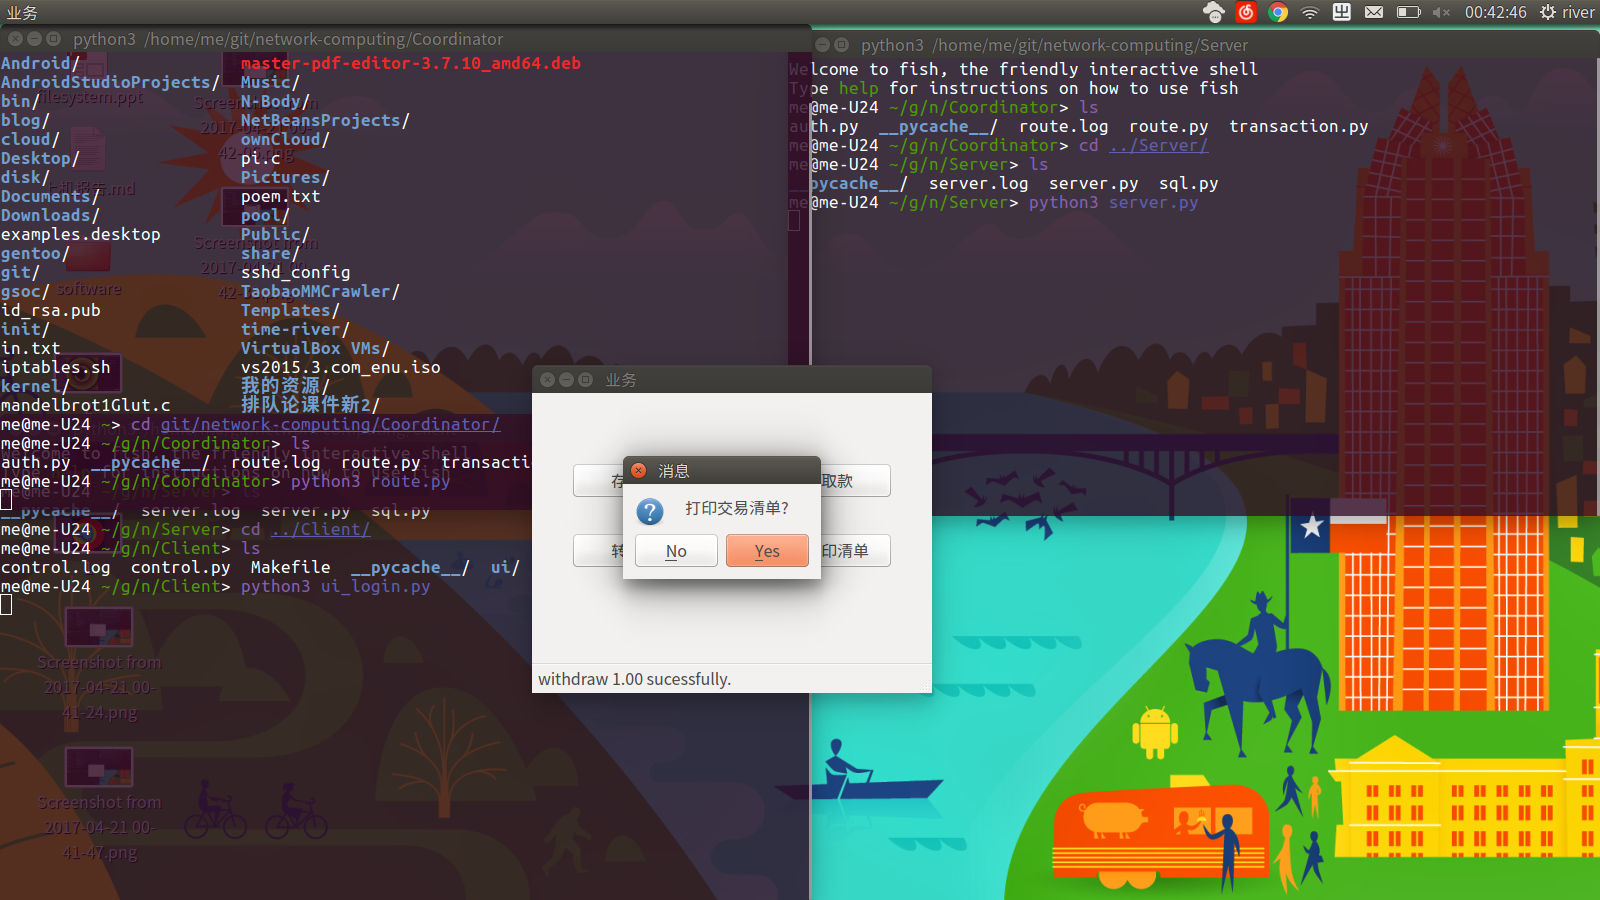 业务
00:42:46 river
python3 /home/me/git/network-computing/Coordinator
Android/ master-pdf-editor-3.7.10_amd64.deb
AndroidStudioProjects/ Music/
bin/ N-Body/
blog/ NetBeansProjects/
cloud/ ownCloud/
Desktop/ pi.c
disk/ Pictures/
Documents/ poem.txt
Downloads/ pool/
examples.desktop Public/
gentoo/ share/
git/ sshd_config
gsoc/ TaobaoMMCrawler/
id_rsa.pub Templates/
init/ time-river/
in.txt VirtualBox VMs/
iptables.sh vs2015.3.com_enu.iso
kernel/ 我的资源/
mandelbrot1Glut.c 排队论课件新2/
me@me-U24 ~> cd git/network-computing/Coordinator/
me@me-U24 ~/g/n/Coordinator> ls
auth.py __pycache__/ route.log route.py transacti
me@me-U24 ~/g/n/Coordinator> python3 route.py
__pycache__/ server.log server.py sql.py
me@me-U24 ~/g/n/Server> cd ../Client/
me@me-U24 ~/g/n/Client> ls
control.log control.py Makefile __pycache__/ ui/
me@me-U24 ~/g/n/Client> python3 ui_login.py
filesystem.ppt
software
Screenshot from
2017-04-21 00-
41-24.png
Screenshot from
2017-04-21 00-
41-47.png
python3 /home/me/git/network-computing/Server
Welcome to fish, the friendly interactive shell
Type help for instructions on how to use fish
me@me-U24 ~/g/n/Coordinator> ls
auth.py __pycache__/ route.log route.py transaction.py
me@me-U24 ~/g/n/Coordinator> cd ../Server/
me@me-U24 ~/g/n/Server> ls
__pycache__/ server.log server.py sql.py
me@me-U24 ~/g/n/Server> python3 server.py
业务
存
取款
转
印清单
withdraw 1.00 sucessfully.
消息
打印交易清单?
No
Yes